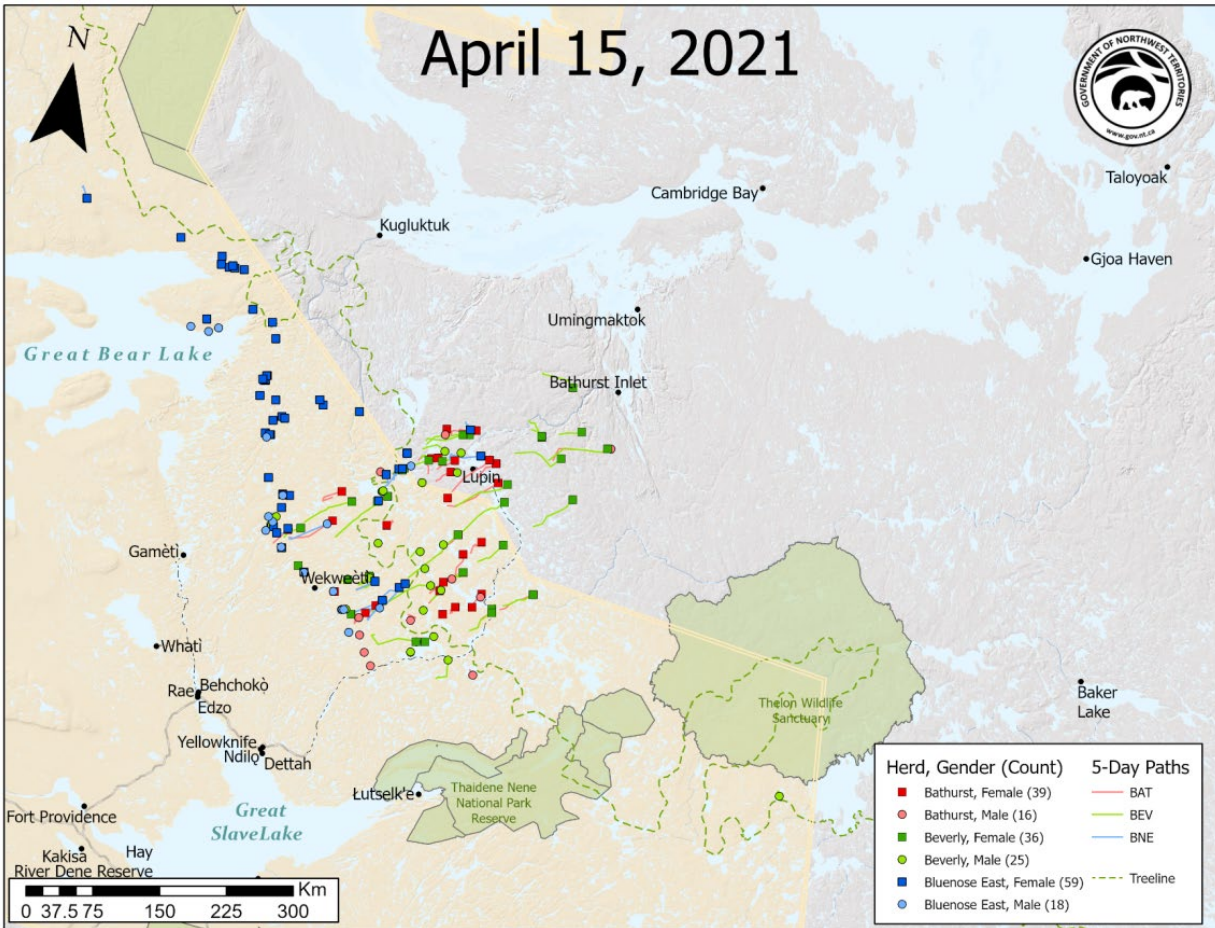 April 15, 2021
N
GOVERNMENT OF NORTHWEST TERRITORIES
www.gov.nt.ca
Taloyoak
Cambridge Bay
Kugluktuk
Gjoa Haven
Umingmaktok
Great Bear Lake
Bathurst Inlet
Lupin
Gamètì
Wekweètì
Whatì
Rae
Behchokǫ̀
Edzo
Thelon Wildlife
Sanctuary
Baker
Lake
Yellowknife
Ndilǫ
Dettah
Łutselk'e
Thaidene Nene
National Park
Reserve
Fort Providence
Great
Slave Lake
Kakisa
Hay
River Dene Reserve
Km
0 37.5 75 150 225 300
Herd, Gender (Count)
Bathurst, Female (39)
Bathurst, Male (16)
Beverly, Female (36)
Beverly, Male (25)
Bluenose East, Female (59)
Bluenose East, Male (18)
5-Day Paths
BAT
BEV
BNE
Treeline